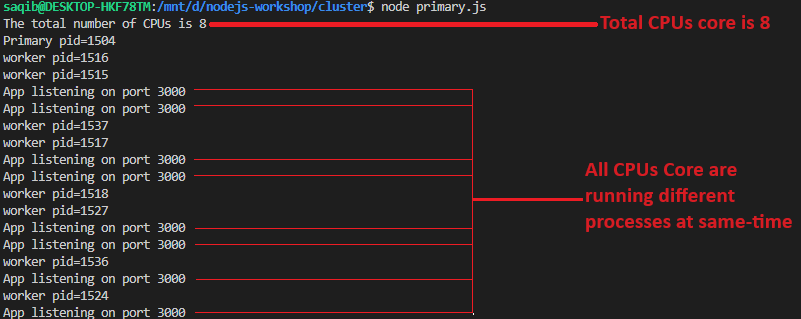 saqib@DESKTOP-HKF78TM:/mnt/d/nodejs-workshop/cluster$ node primary.js
The total number of CPUs is 8
Total CPUs core is 8
Primary pid=1504
worker pid=1516
worker pid=1515
App listening on port 3000
App listening on port 3000
worker pid=1537
worker pid=1517
App listening on port 3000
App listening on port 3000
worker pid=1518
worker pid=1527
App listening on port 3000
App listening on port 3000
worker pid=1536
App listening on port 3000
worker pid=1524
App listening on port 3000
All CPUs Core are
running different
processes at same-time